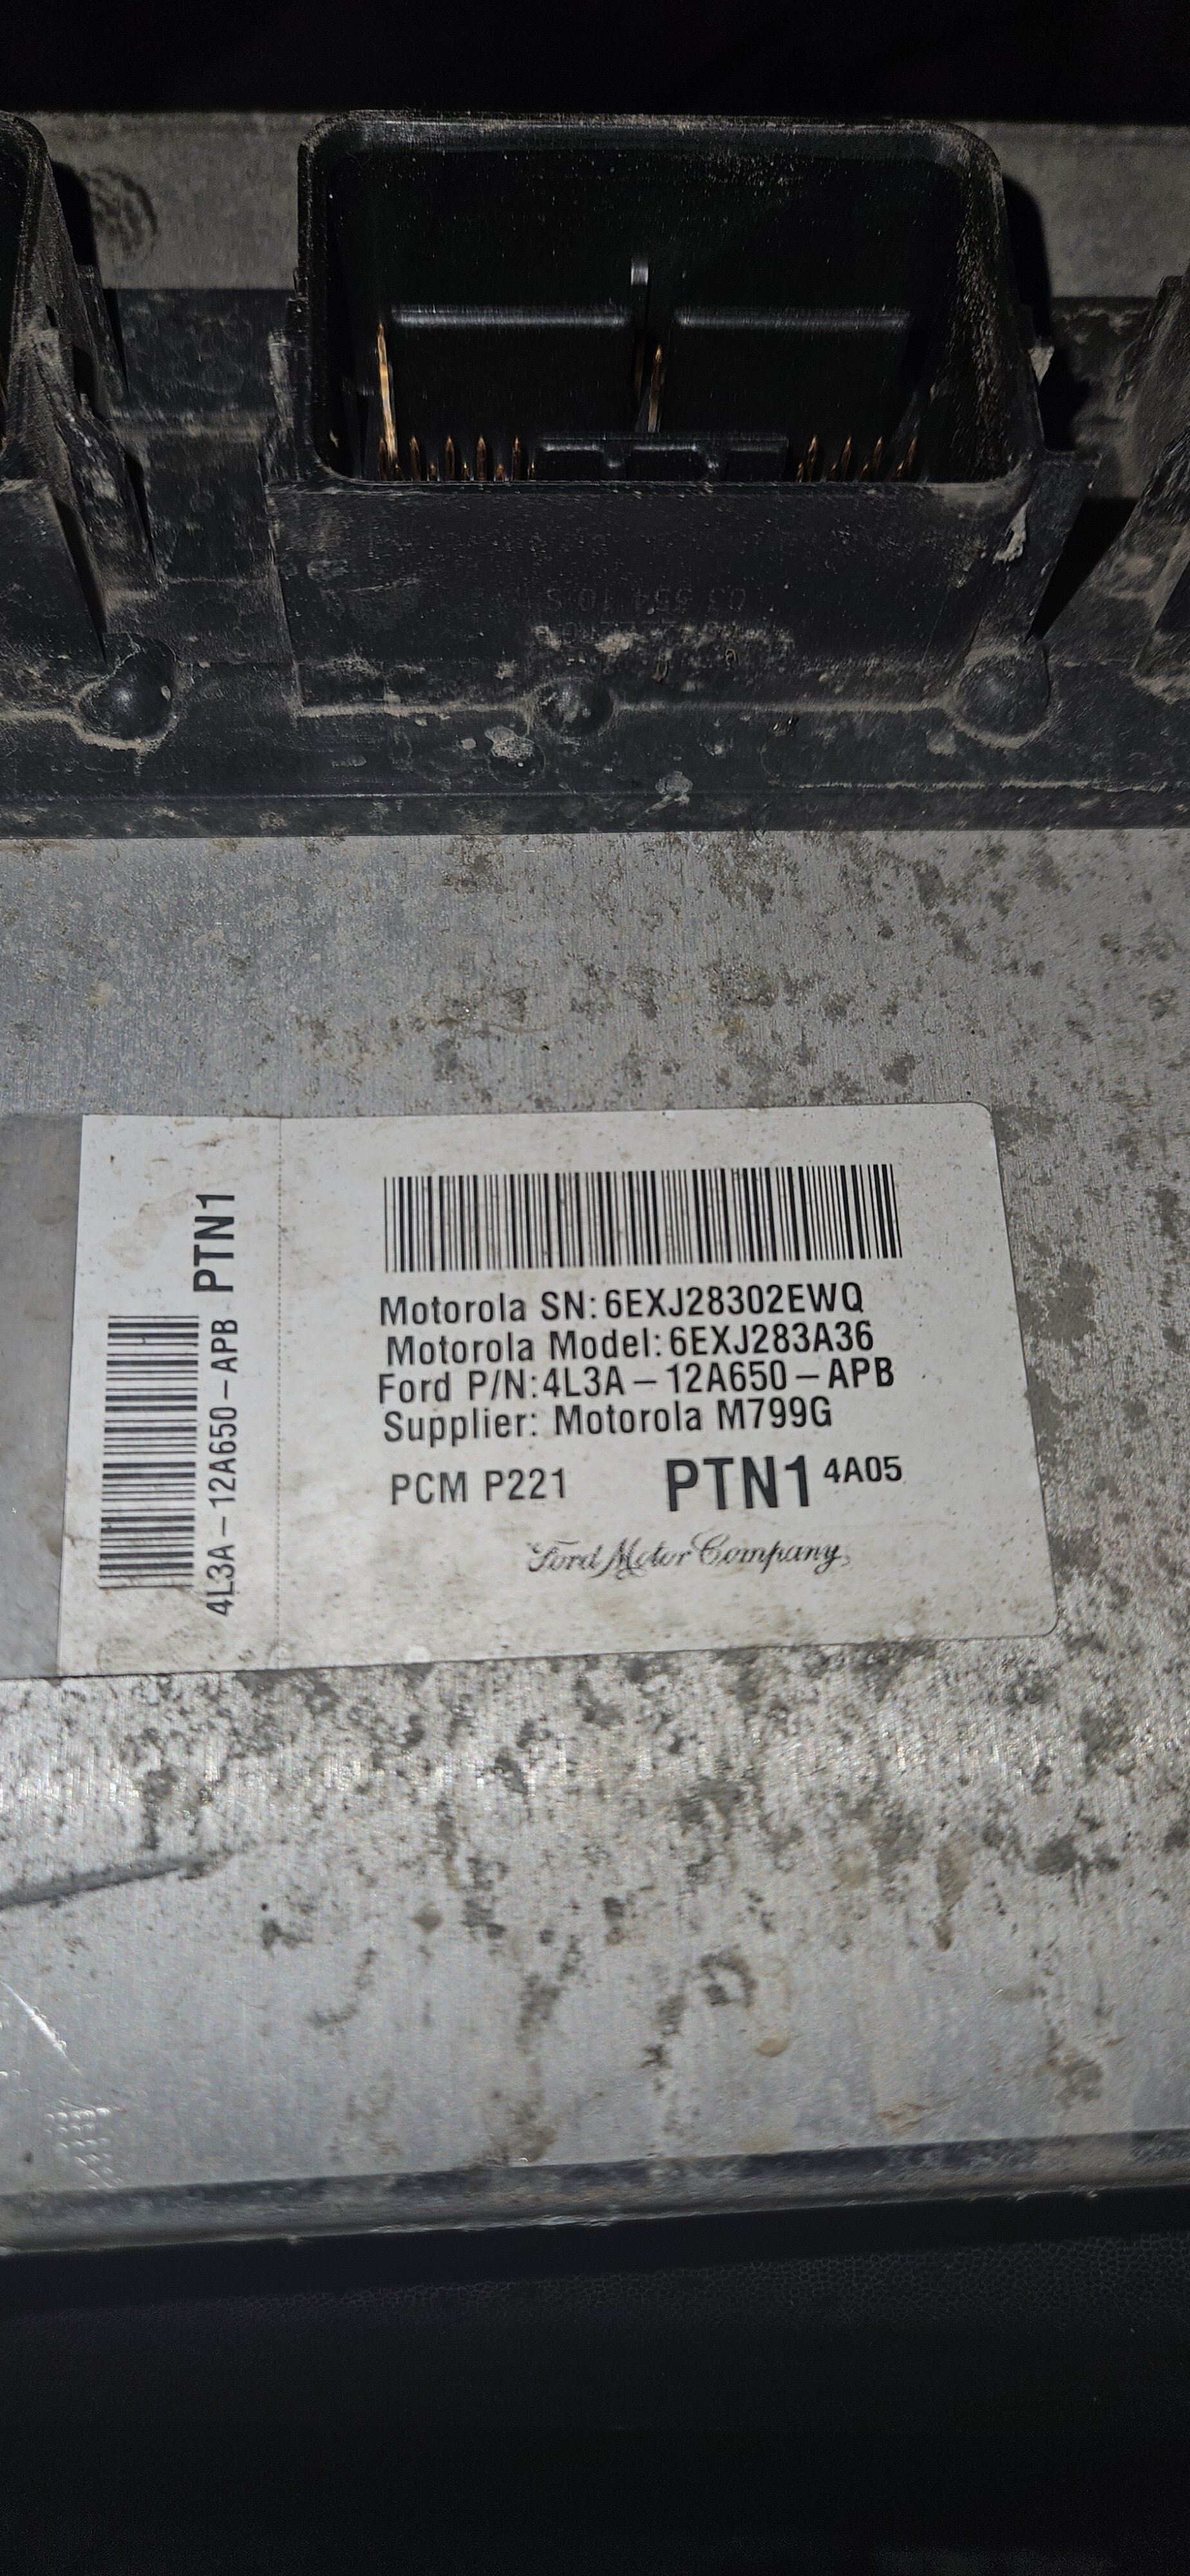 Motorola SN: 6EXJ28302EWQ
Motorola Model: 6EXJ283A36
Ford P/N:4L3A-12A650-APB
Supplier: Motorola M799G
PCM P221 PTN1 4A05
Ford Motor Company,
4L3A-12A650-APB PTN1